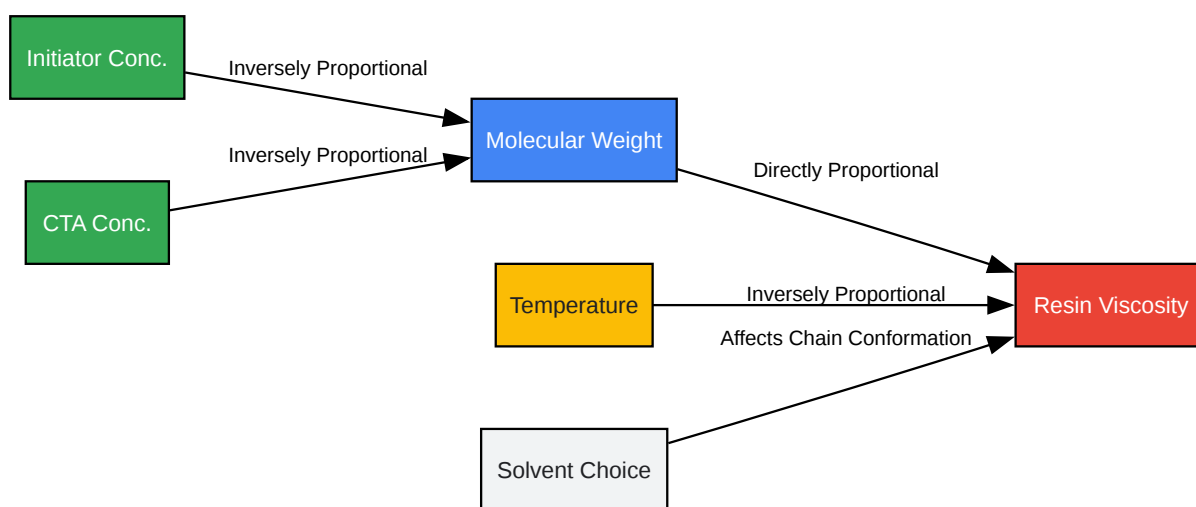 Initiator Conc.
Inversely Proportional
Inversely Proportional
CTA Conc.
Molecular Weight
Directly Proportional
Temperature
Inversely Proportional
Resin Viscosity
Affects Chain Conformation
Solvent Choice